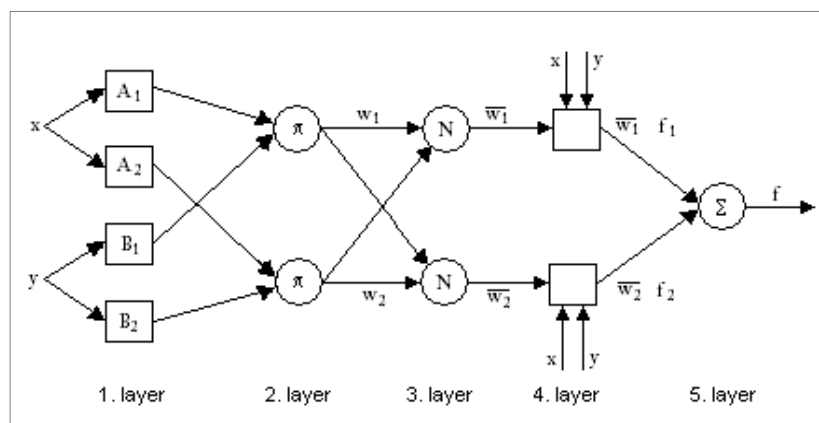 x y
A1 w1 w̅1̅ w̅1̅ f1
x π N
A2
Σ f
B1
y π w2 N w̅2̅ w̅2̅ f2
B2
x y
1. layer 2. layer 3. layer 4. layer 5. layer